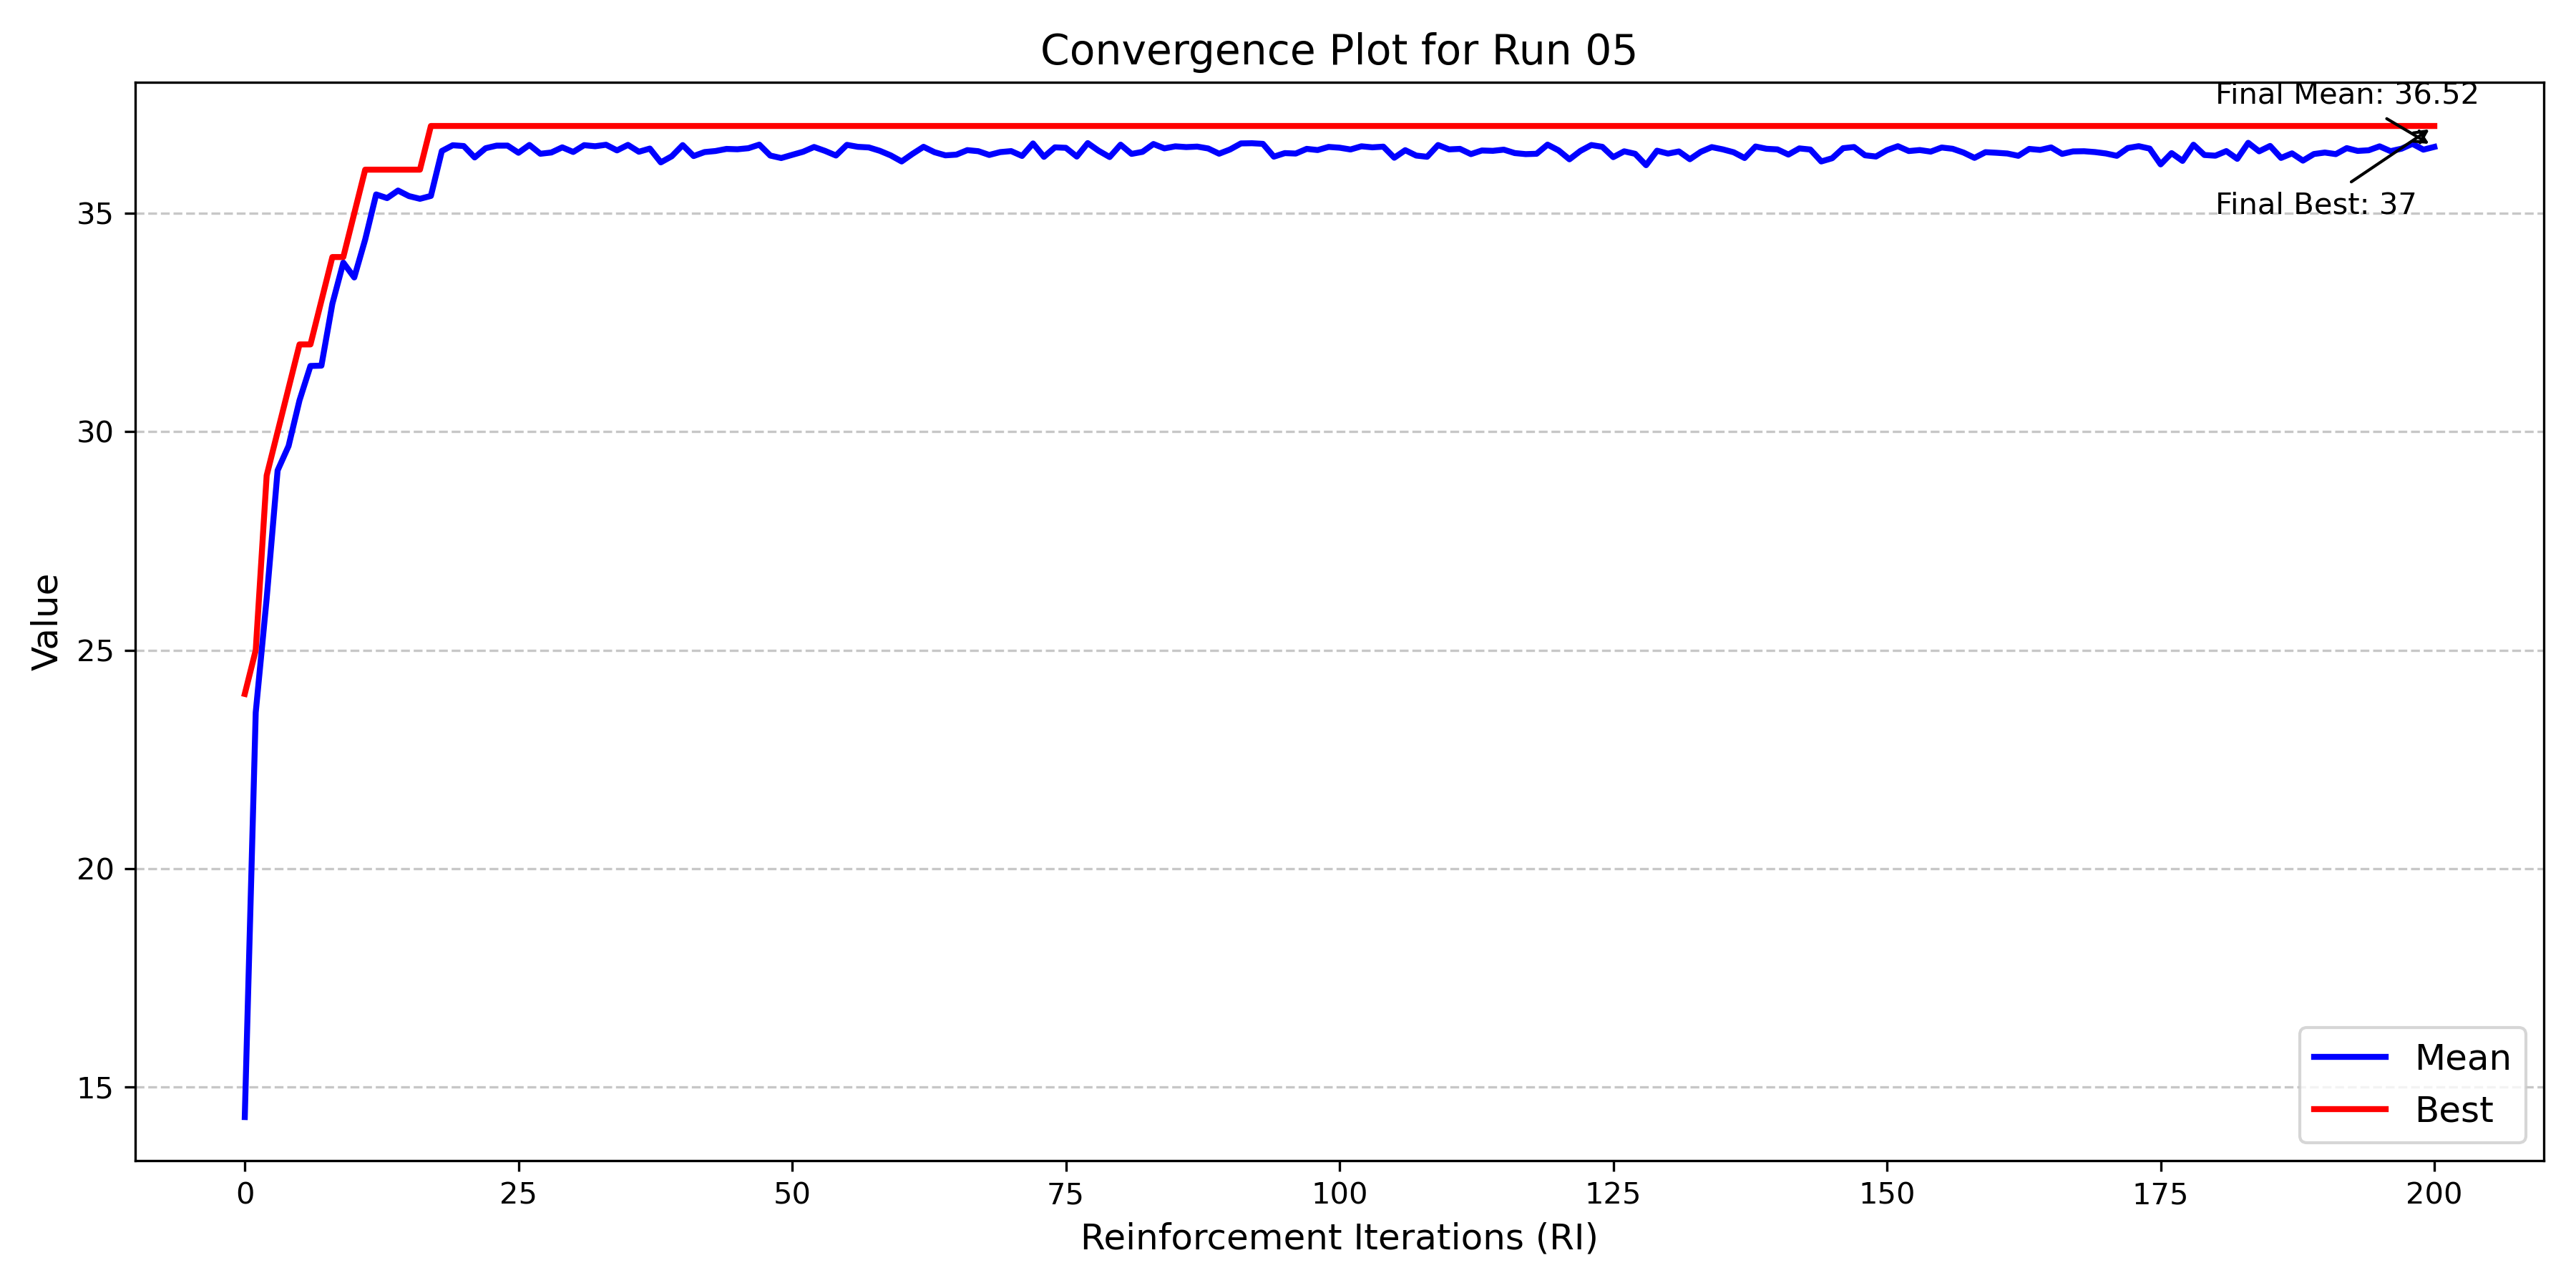 Convergence Plot for Run 05
Final Mean: 36.52
Final Best: 37
Value
35
30
25
20
15
0 25 50 75 100 125 150 175 200
Reinforcement Iterations (RI)
Mean
Best